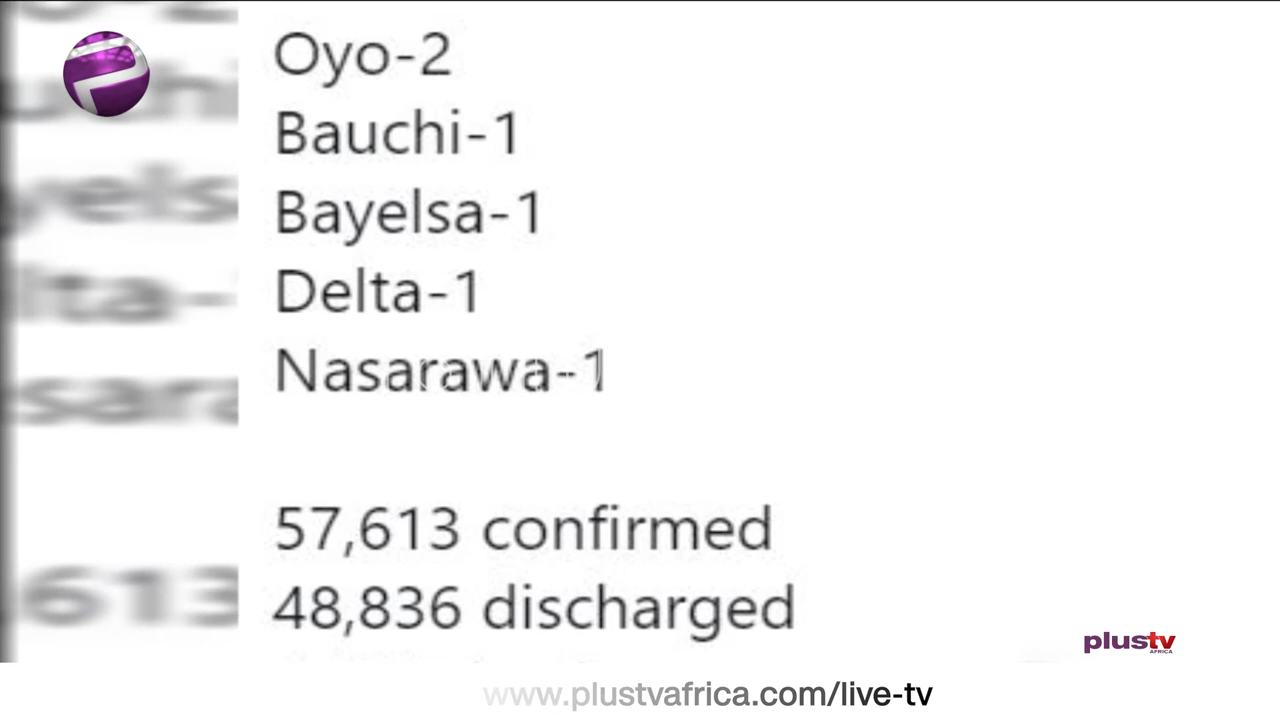 Oyo-2
Bauchi-1
Bayelsa-1
Delta-1
Nasarawa-1
57,613 confirmed
48,836 discharged
plustv
AFRICA
www.plustvafrica.com/live-tv